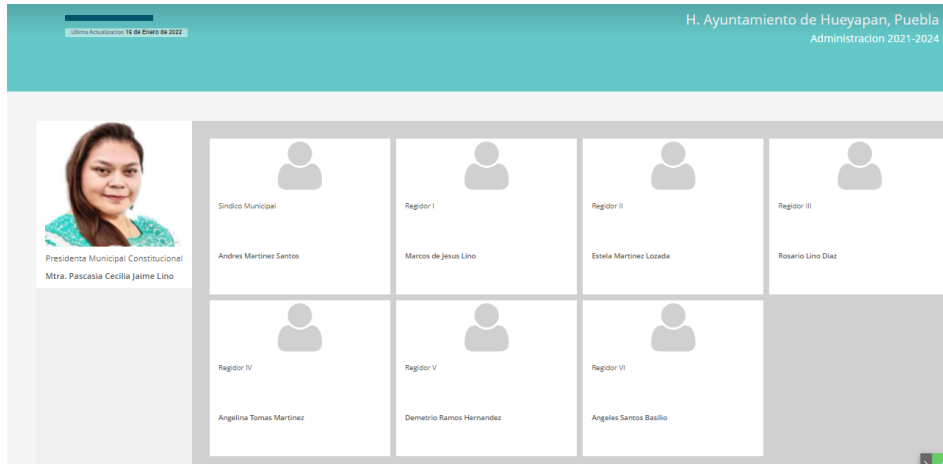 H. Ayuntamiento de Hueyapan, Puebla
Ultima Actualizacion 16 de Enero de 2022
Administracion 2021-2024
Presidenta Municipal Constitucional
Mtra. Pascasia Cecilia Jaime Lino
Sindico Municipal
Andres Martinez Santos
Regidor I
Marcos de Jesus Lino
Regidor II
Estela Martinez Lozada
Regidor III
Rosario Lino Diaz
Regidor IV
Angelina Tomas Martinez
Regidor V
Demetrio Ramos Hernandez
Regidor VI
Angeles Santos Basilio